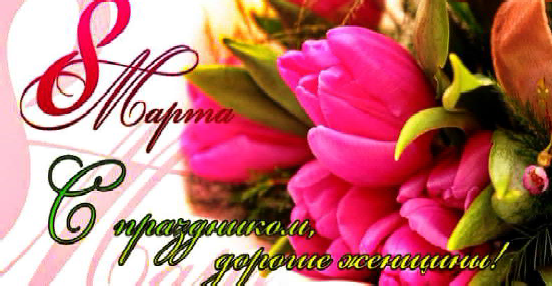 8
Марта
С праздником,
дорогие женщины!